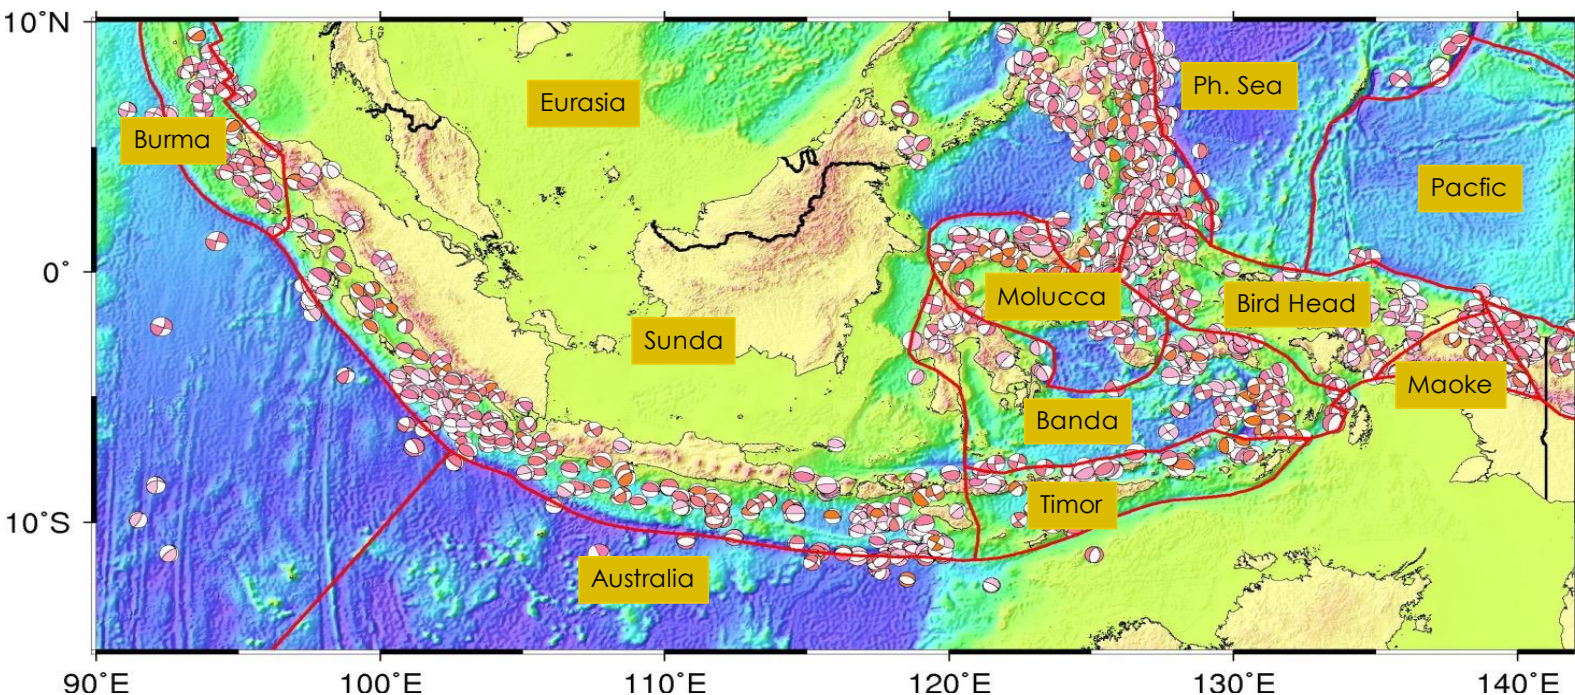 10°N
Eurasia
Ph. Sea
Burma
Pacfic
0°
Molucca
Bird Head
Sunda
Maoke
Banda
Timor
10°S
Australia
90°E
100°E
110°E
120°E
130°E
140°E